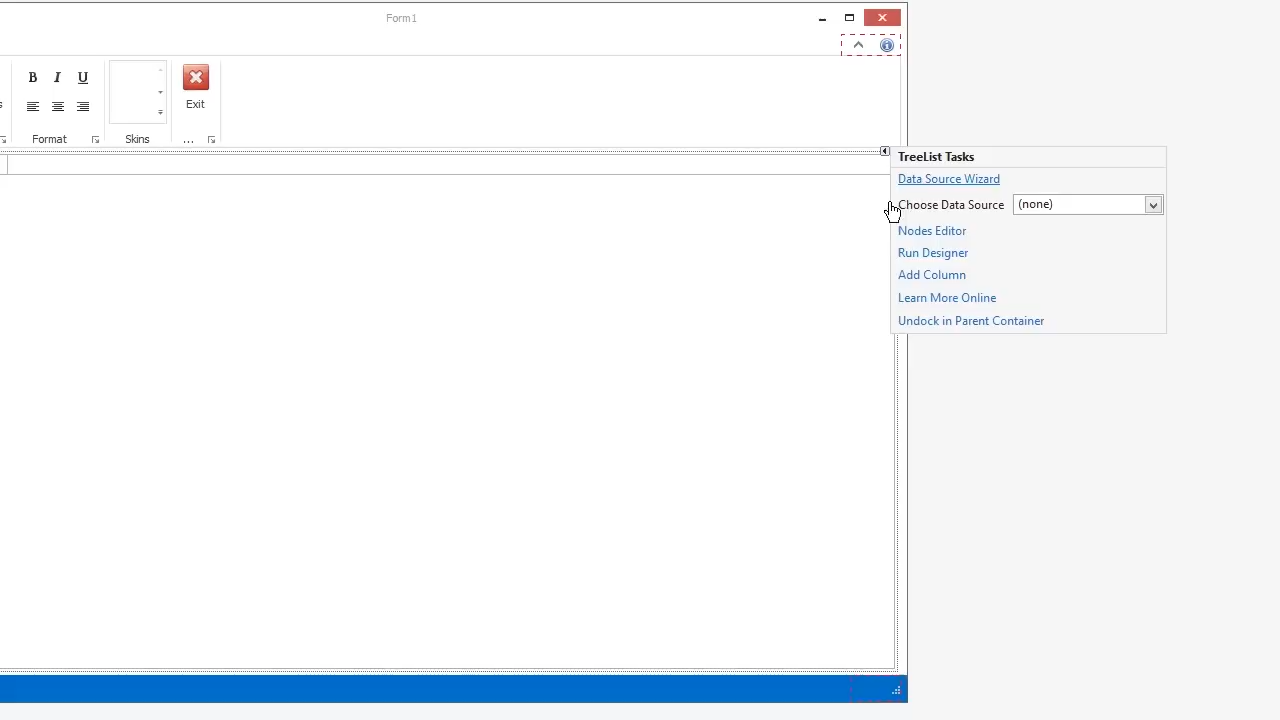 Form1
B I U
Exit
Format
Skins
...
TreeList Tasks
Data Source Wizard
Choose Data Source (none)
Nodes Editor
Run Designer
Add Column
Learn More Online
Undock in Parent Container